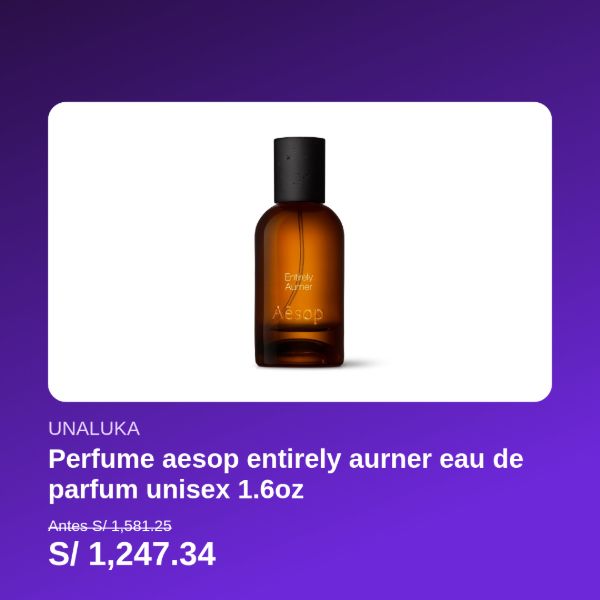 Entirely
Aurner
Aēsop
UNALUKA
Perfume aesop entirely aurner eau de
parfum unisex 1.6oz
Antes S/ 1,581.25
S/ 1,247.34